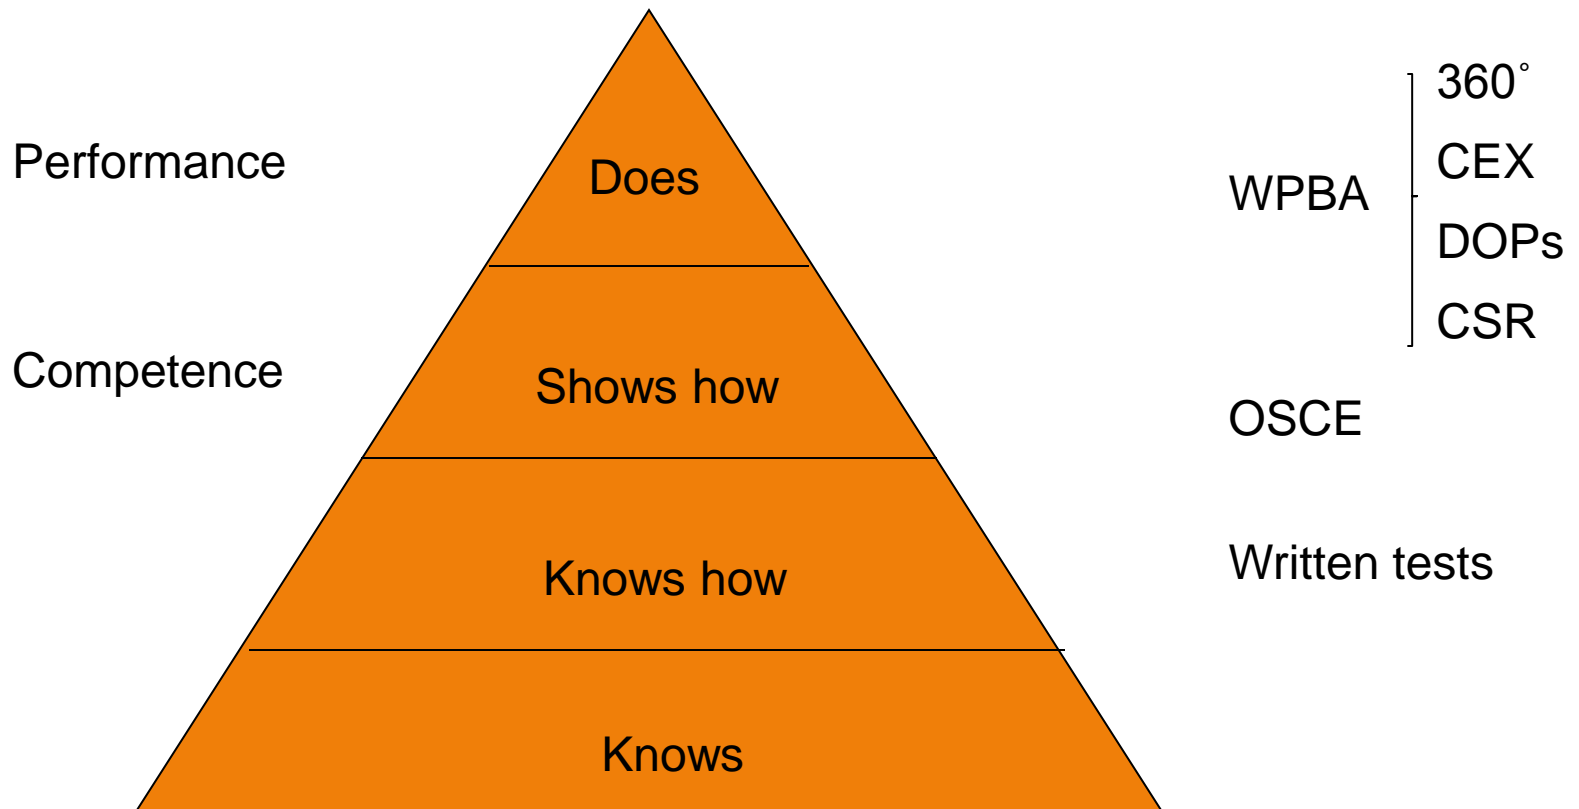 Performance
Competence
Does
Shows how
Knows how
Knows
WPBA
360°
CEX
DOPs
CSR
OSCE
Written tests